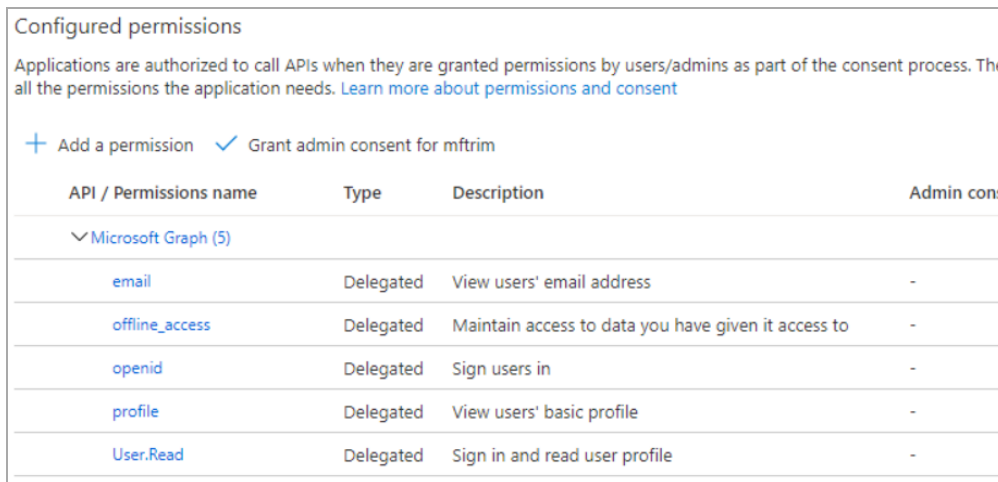 Configured permissions
Applications are authorized to call APIs when they are granted permissions by users/admins as part of the consent process. The
all the permissions the application needs. Learn more about permissions and consent
Add a permission Grant admin consent for mftrim
API / Permissions name Type Description Admin cons
Microsoft Graph (5)
email Delegated View users' email address -
offline_access Delegated Maintain access to data you have given it access to -
openid Delegated Sign users in -
profile Delegated View users' basic profile -
User.Read Delegated Sign in and read user profile -